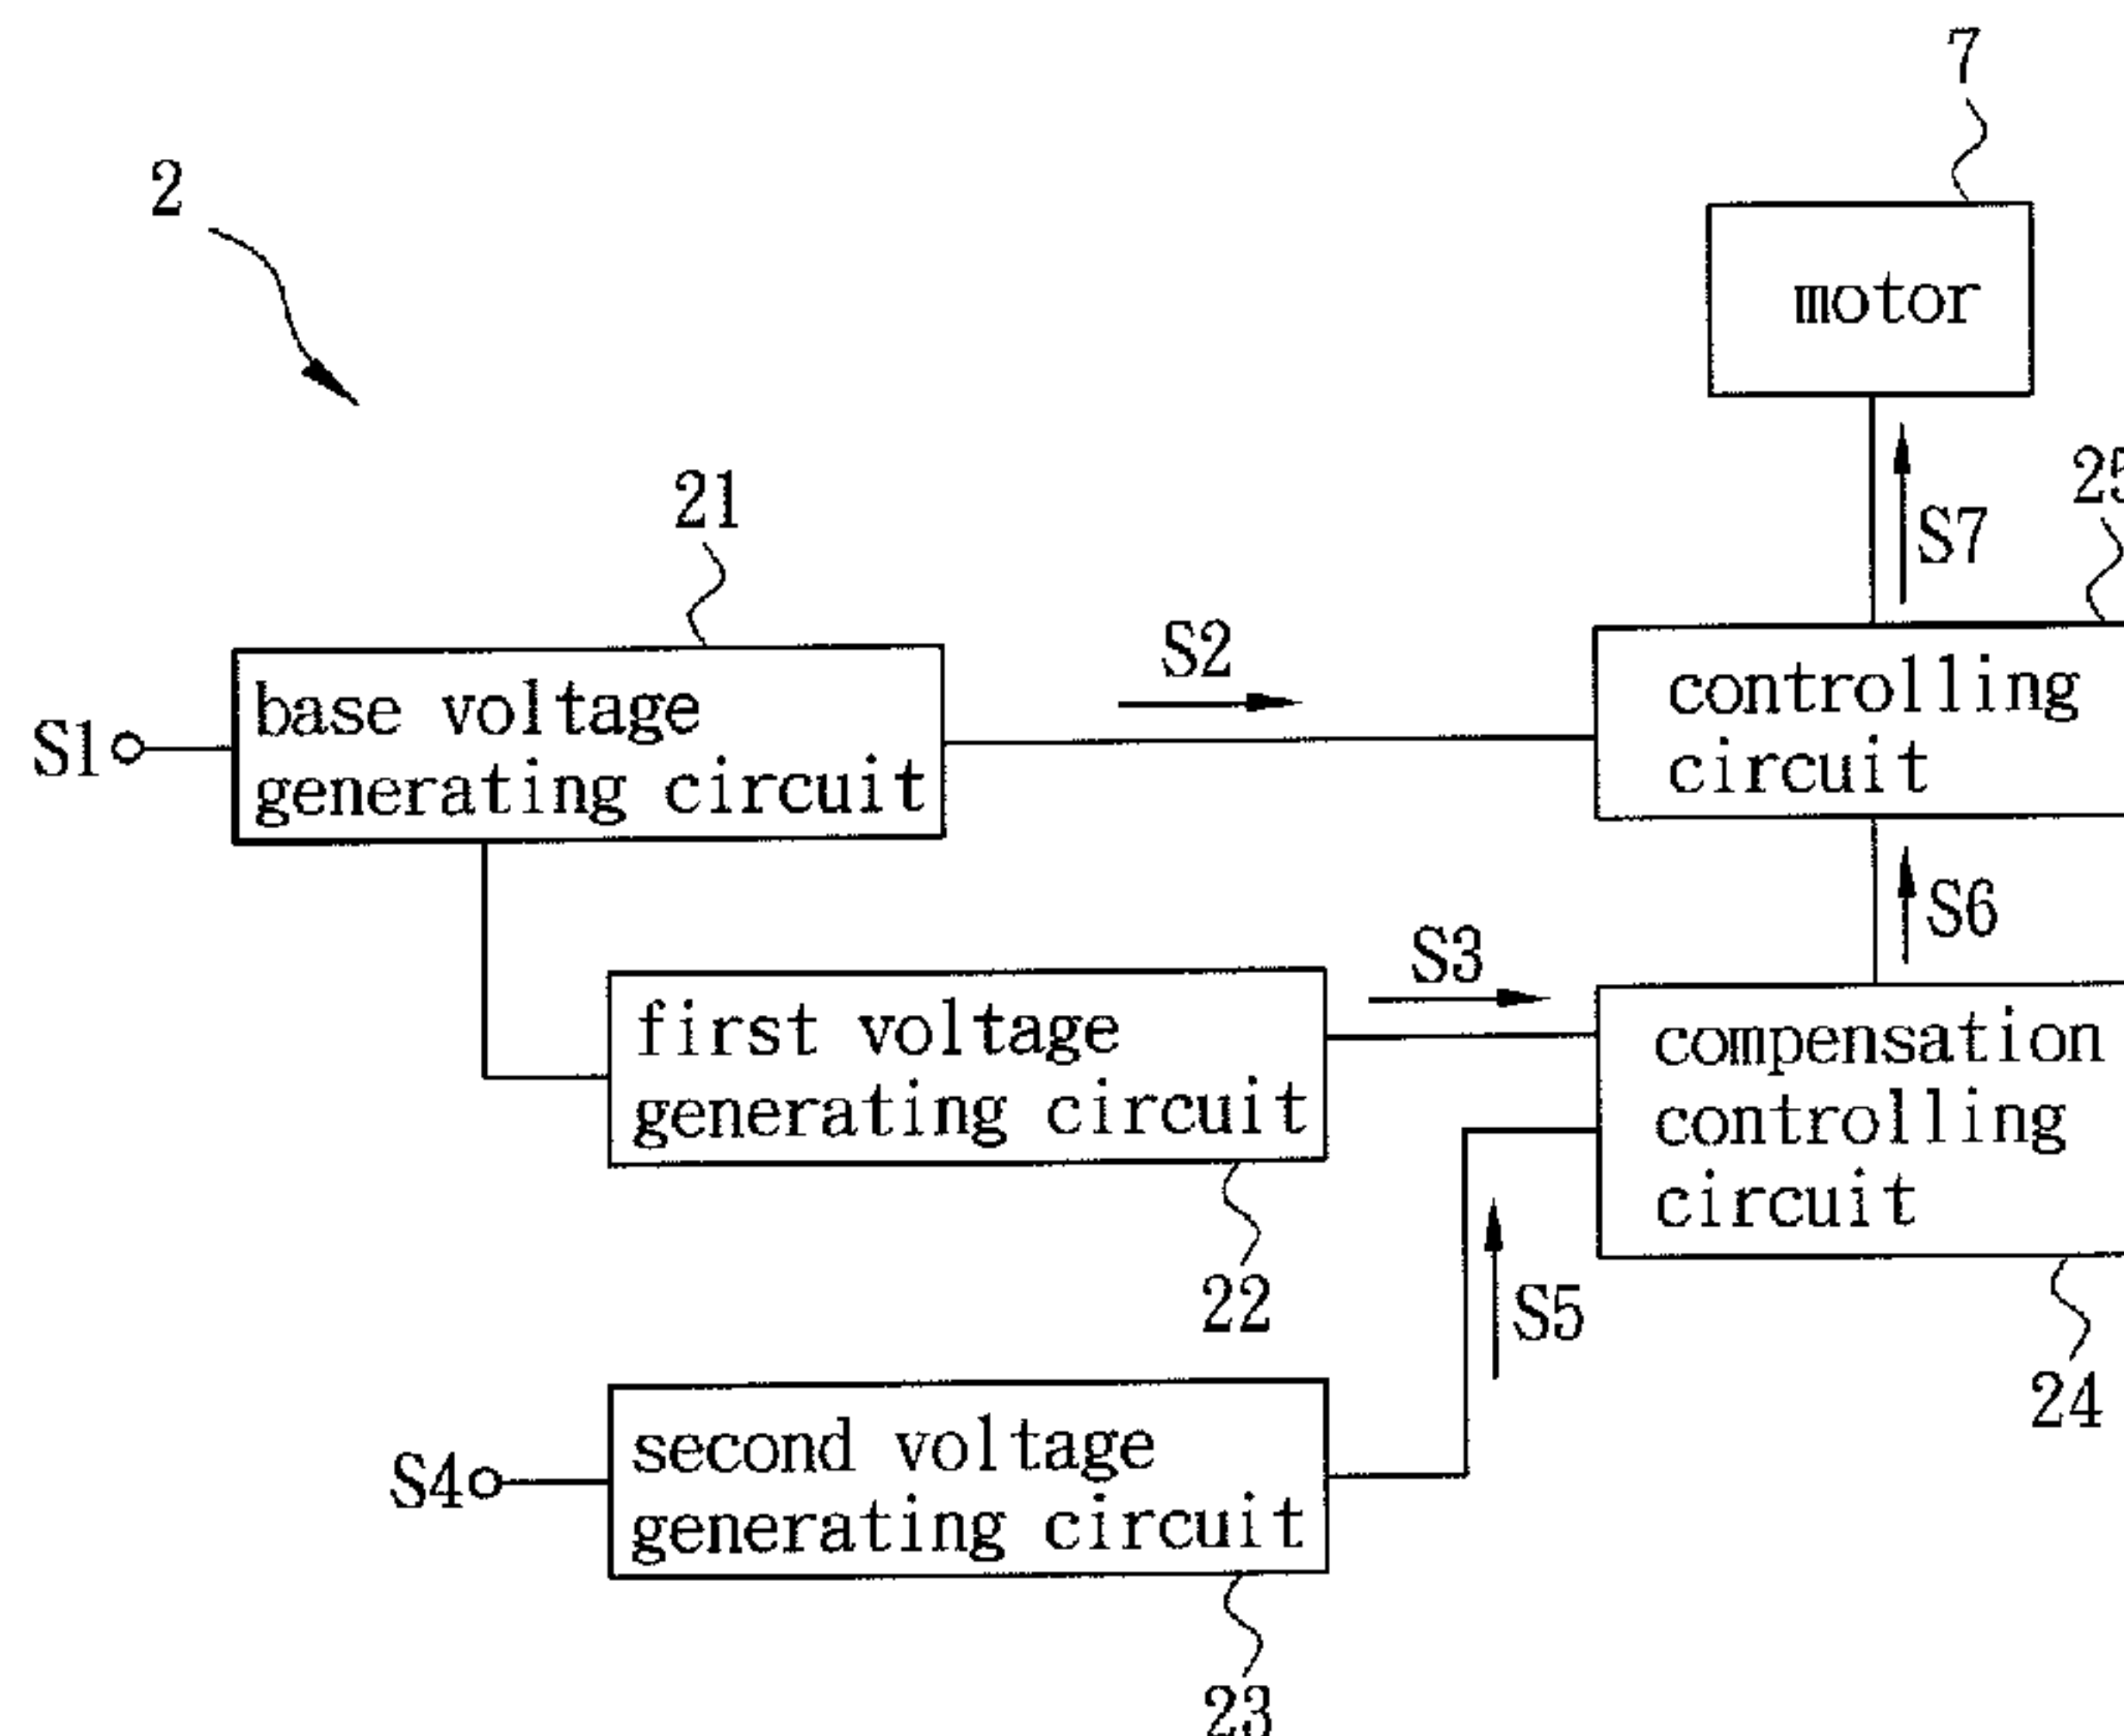 7
2
motor
21
25
S7
S2
base voltage
generating circuit
controlling
circuit
S1
S6
S3
first voltage
generating circuit
compensation
controlling
circuit
22
S5
24
second voltage
generating circuit
S4
23